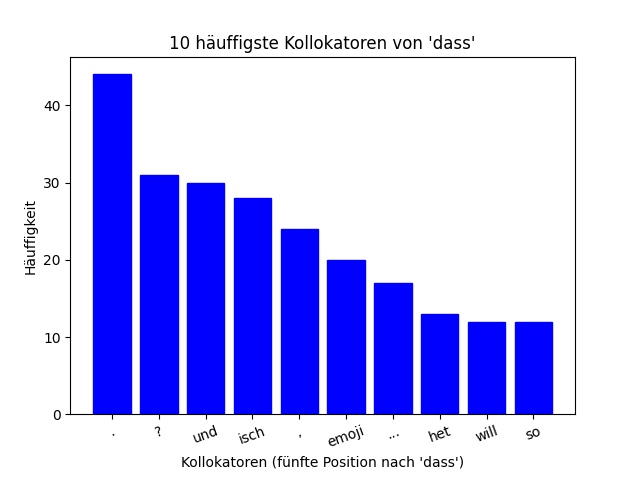 10 häuffigste Kollokatoren von 'dass'
Häuffigkeit
40
30
20
10
0
. ? und isch , emoji ... het will so
Kollokatoren (fünfte Position nach 'dass')